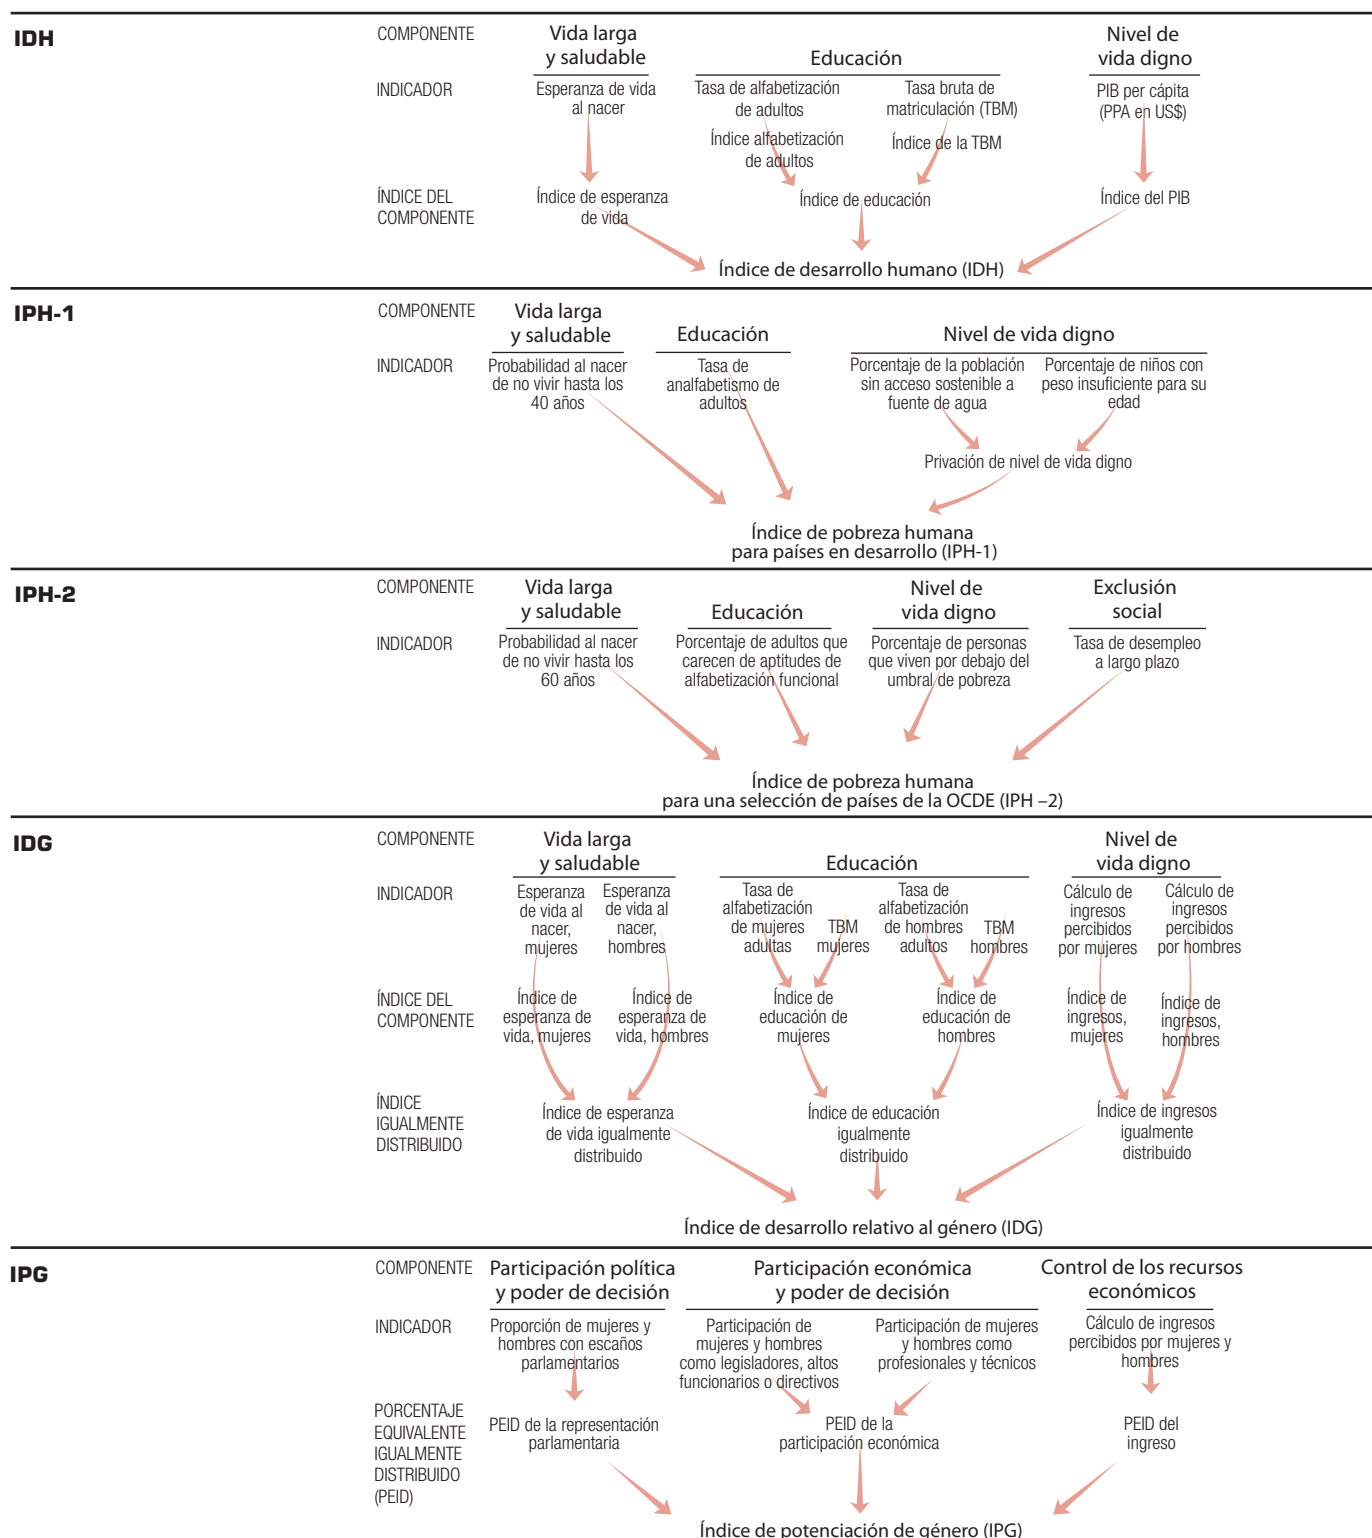 IDH
COMPONENTE
Vida larga
y saludable
Educación
Nivel de
vida digno
INDICADOR
Esperanza de vida
al nacer
Tasa de alfabetización
de adultos
Tasa bruta de
matriculación (TBM)
PIB per cápita
(PPA en US$)
Índice alfabetización
de adultos
Índice de la TBM
ÍNDICE DEL
COMPONENTE
Índice de esperanza
de vida
Índice de educación
Índice del PIB
Índice de desarrollo humano (IDH)
IPH-1
COMPONENTE
Vida larga
y saludable
Educación
Nivel de vida digno
INDICADOR
Probabilidad al nacer
de no vivir hasta los
40 años
Tasa de
analfabetismo de
adultos
Porcentaje de la población
sin acceso sostenible a
fuente de agua
Porcentaje de niños con
peso insuficiente para su
edad
Privación de nivel de vida digno
Índice de pobreza humana
para países en desarrollo (IPH-1)
IPH-2
COMPONENTE
Vida larga
y saludable
Educación
Nivel de
vida digno
Exclusión
social
INDICADOR
Probabilidad al nacer
de no vivir hasta los
60 años
Porcentaje de adultos que
carecen de aptitudes de
alfabetización funcional
Porcentaje de personas
que viven por debajo del
umbral de pobreza
Tasa de desempleo
a largo plazo
Índice de pobreza humana
para una selección de países de la OCDE (IPH –2)
IDG
COMPONENTE
Vida larga
y saludable
Educación
Nivel de
vida digno
INDICADOR
Esperanza
de vida al
nacer,
mujeres
Esperanza
de vida al
nacer,
hombres
Tasa de
alfabetización
de mujeres
adultas
TBM
mujeres
Tasa de
alfabetización
de hombres
adultos
TBM
hombres
Cálculo de
ingresos
percibidos
por mujeres
Cálculo de
ingresos
percibidos
por hombres
ÍNDICE DEL
COMPONENTE
Índice de
esperanza de
vida, mujeres
Índice de
esperanza de
vida, hombres
Índice de
educación de
mujeres
Índice de
educación de
hombres
Índice de
ingresos,
mujeres
Índice de
ingresos,
hombres
ÍNDICE
IGUALMENTE
DISTRIBUIDO
Índice de esperanza
de vida igualmente
distribuido
Índice de educación
igualmente
distribuido
Índice de ingresos
igualmente
distribuido
Índice de desarrollo relativo al género (IDG)
IPG
COMPONENTE
Participación política
y poder de decisión
Participación económica
y poder de decisión
Control de los recursos
económicos
INDICADOR
Proporción de mujeres y
hombres con escaños
parlamentarios
Participación de
mujeres y hombres
como legisladores, altos
funcionarios o directivos
Participación de mujeres
y hombres como
profesionales y técnicos
Cálculo de ingresos
percibidos por mujeres y
hombres
PORCENTAJE
EQUIVALENTE
IGUALMENTE
DISTRIBUIDO
(PEID)
PEID de la representación
parlamentaria
PEID de la
participación económica
PEID del
ingreso
Índice de potenciación de género (IPG)